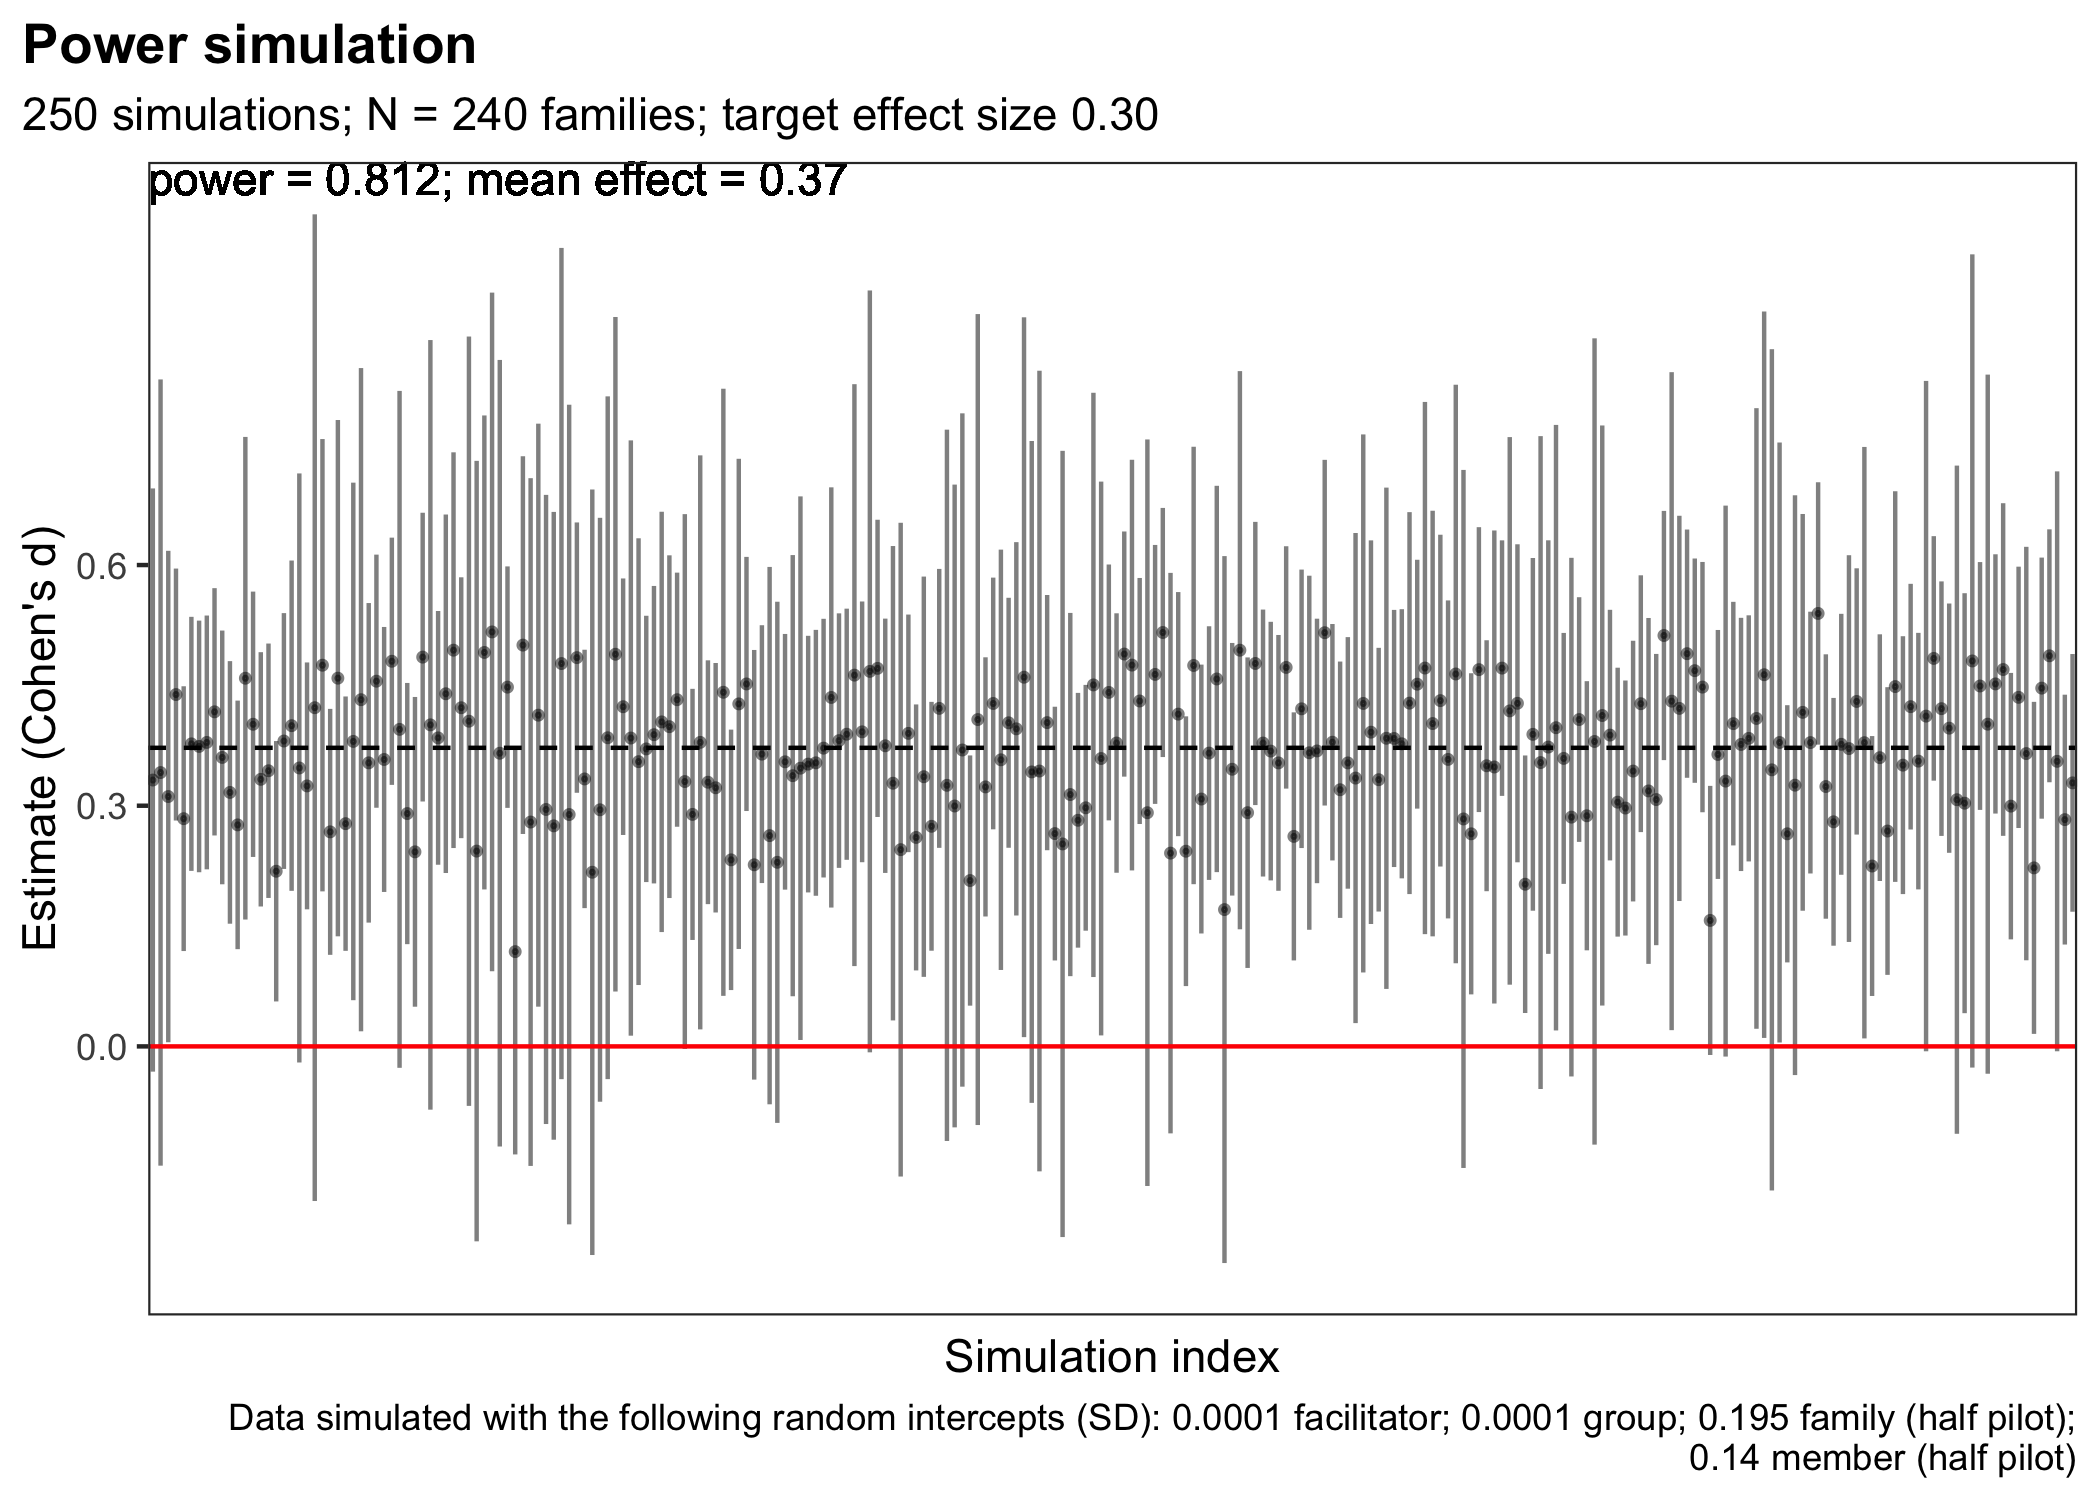 Power simulation
250 simulations; N = 240 families; target effect size 0.30
power = 0.812; mean effect = 0.37
Estimate (Cohen's d)
0.6
0.3
0.0
Simulation index
Data simulated with the following random intercepts (SD): 0.0001 facilitator; 0.0001 group; 0.195 family (half pilot);
0.14 member (half pilot)